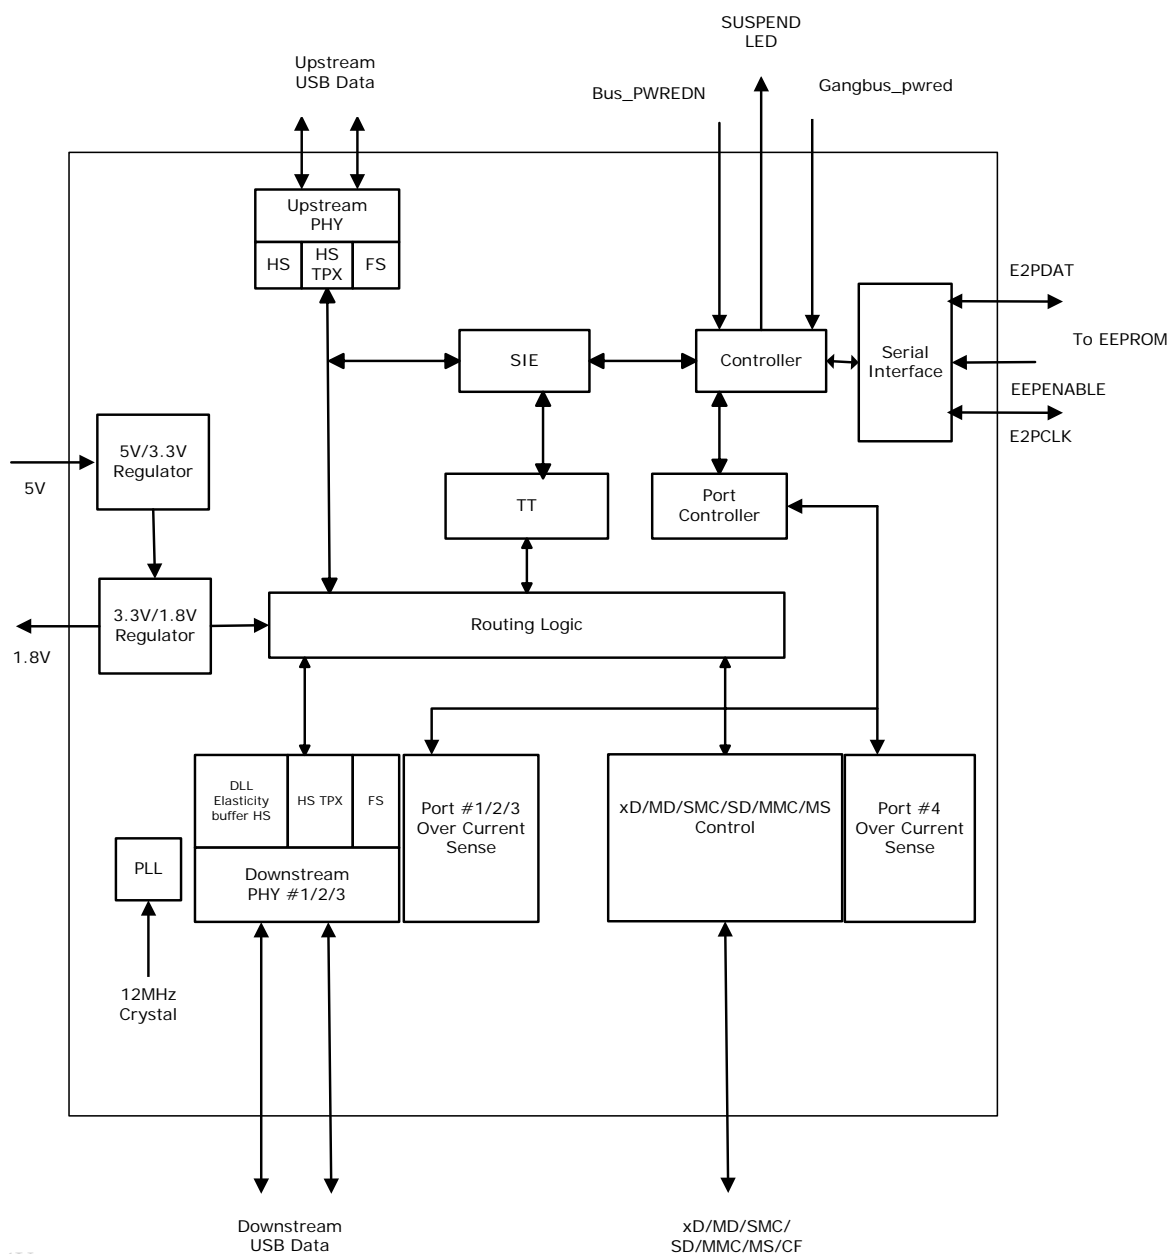 SUSPEND
LED
Upstream
USB Data
Bus_PWREDN
Gangbus_pwred
Upstream
PHY
HS
HS
TPX
FS
E2PDAT
To EEPROM
SIE
Controller
Serial
Interface
EEPENABLE
E2PCLK
5V/3.3V
Regulator
5V
TT
Port
Controller
3.3V/1.8V
Regulator
1.8V
Routing Logic
DLL
Elasticity
buffer HS
HS TPX
FS
Port #1/2/3
Over Current
Sense
xD/MD/SMC/SD/MMC/MS
Control
Port #4
Over Current
Sense
PLL
Downstream
PHY #1/2/3
12MHz
Crystal
Downstream
USB Data
xD/MD/SMC/
SD/MMC/MS/CF